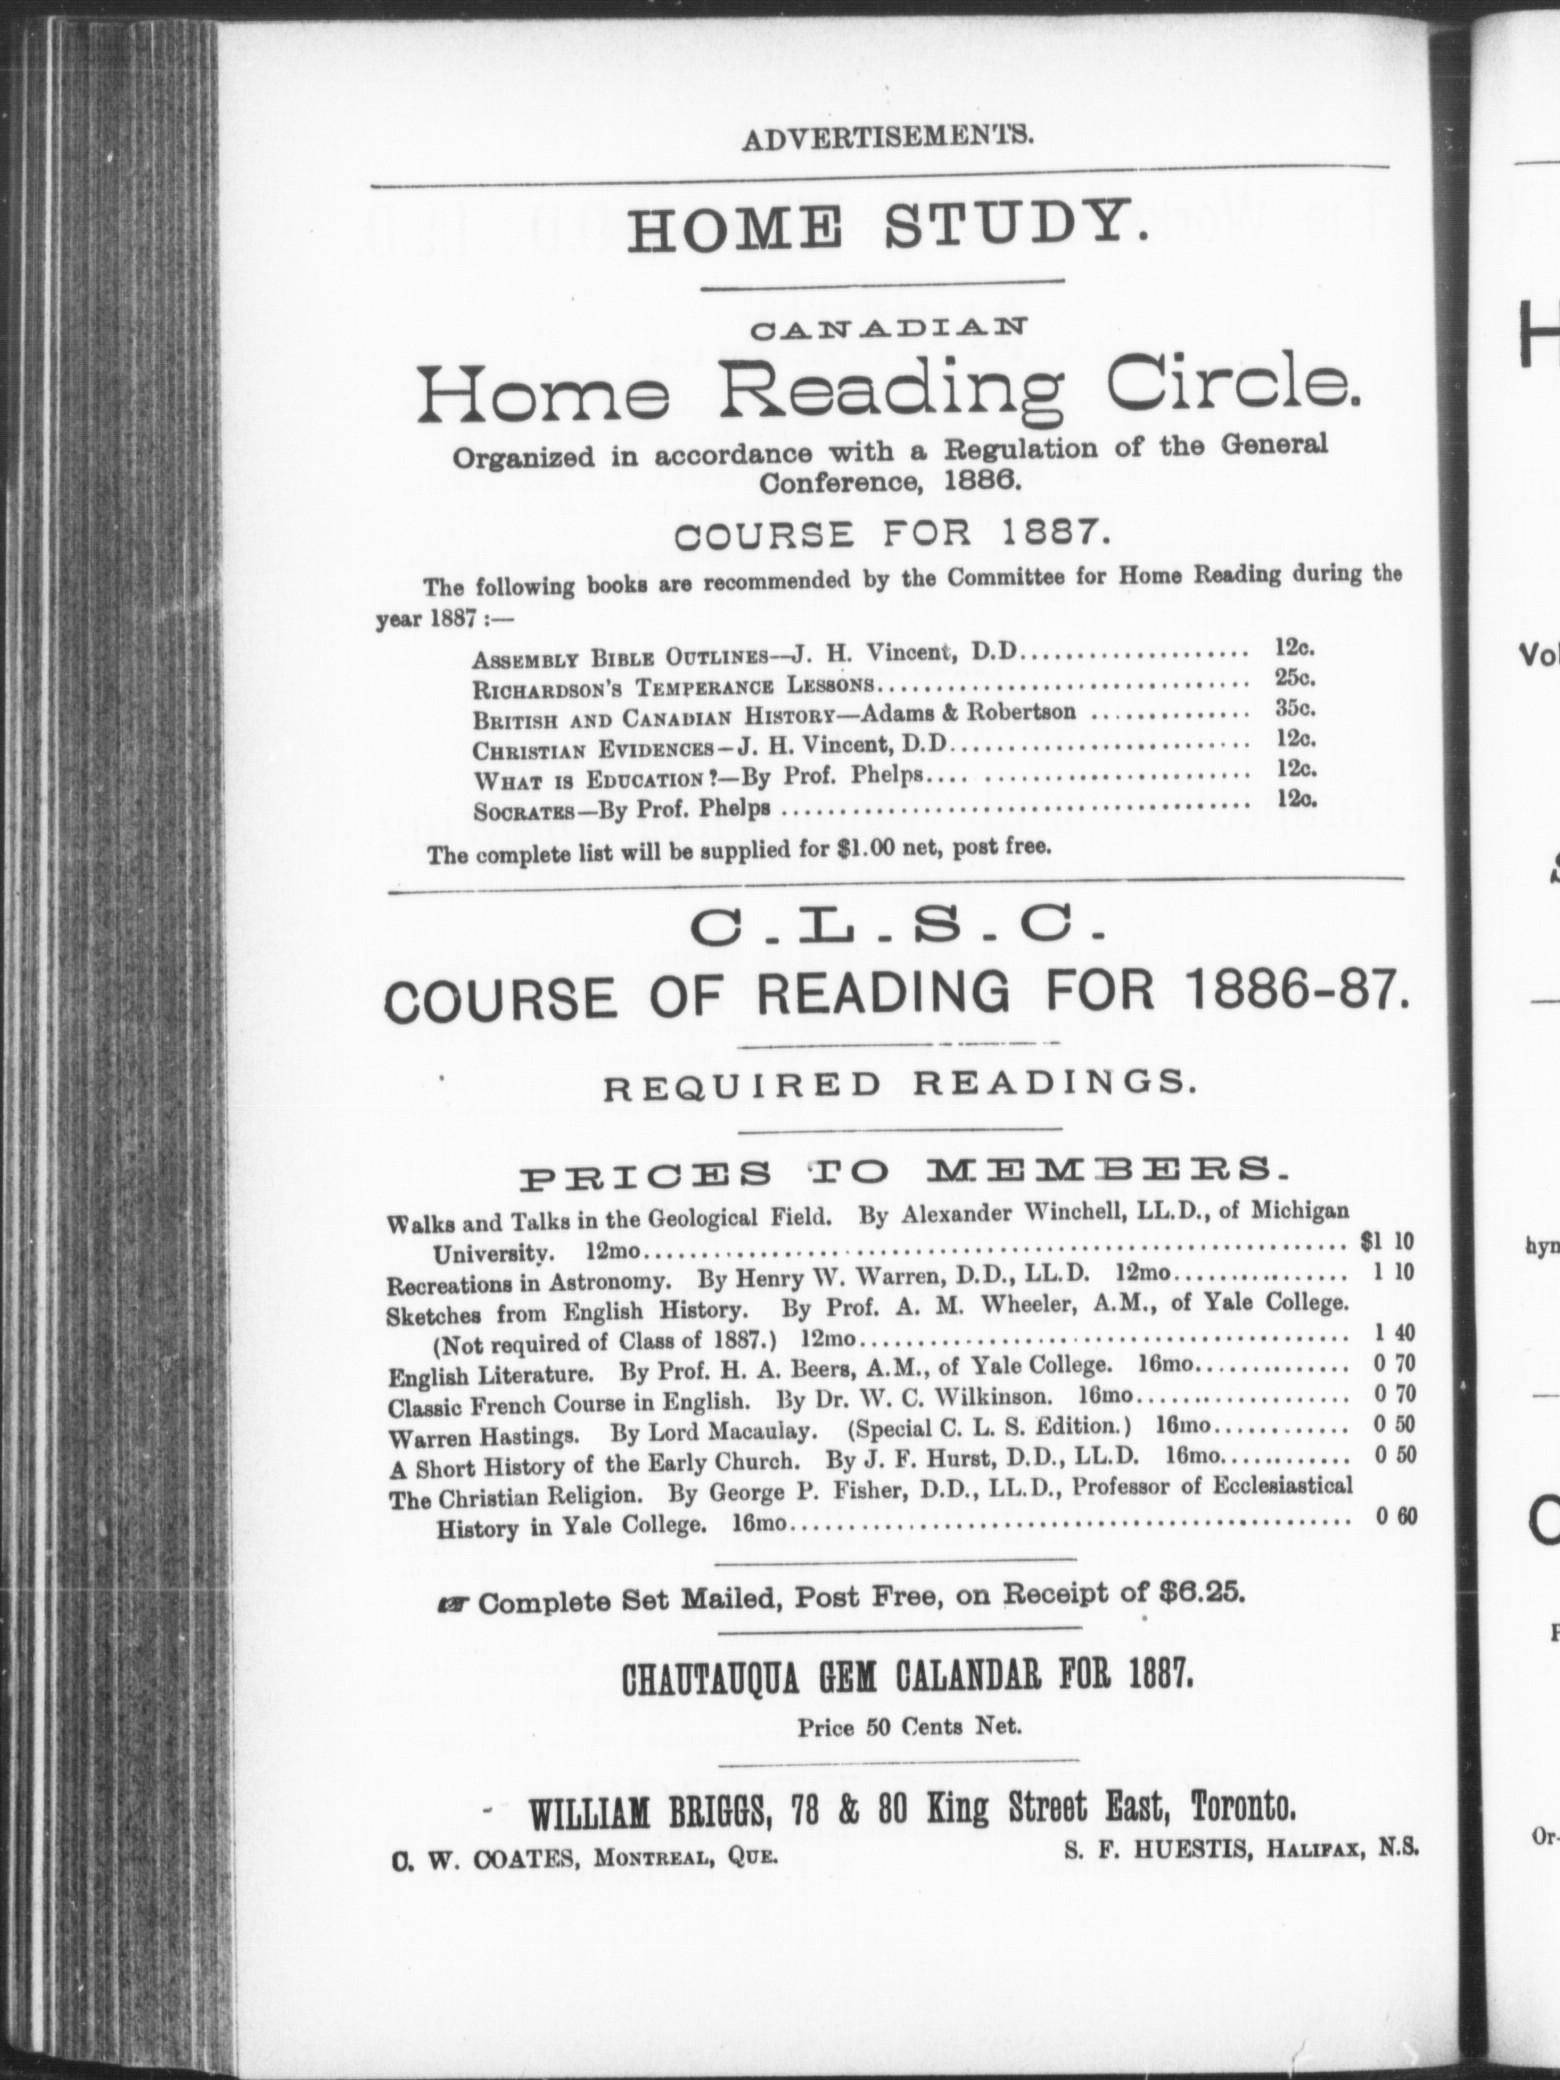 ADVERTISEMENTS.
HOME STUDY.
CANADIAN
Home Reading Circle.
Organized in accordance with a Regulation of the General
Conference, 1886.
COURSE FOR 1887.
The following books are recommended by the Committee for Home Reading during the
year 1887 :—
ASSEMBLY BIBLE OUTLINES—J. H. Vincent, D.D.................... 12c.
RICHARDSON'S TEMPERANCE LESSONS................................ 25c.
BRITISH AND CANADIAN HISTORY—Adams & Robertson .............. 35c.
CHRISTIAN EVIDENCES—J. H. Vincent, D.D.......................... 12c.
WHAT IS EDUCATION?—By Prof. Phelps.... ........................ 12c.
SOCRATES—By Prof. Phelps ......................................... 12c.
The complete list will be supplied for $1.00 net, post free.
C.L.S.C.
COURSE OF READING FOR 1886-87.
REQUIRED READINGS.
PRICES TO MEMBERS.
Walks and Talks in the Geological Field. By Alexander Winchell, LL.D., of Michigan
University. 12mo............................................................. $1 10
Recreations in Astronomy. By Henry W. Warren, D.D., LL.D. 12mo............... 1 10
Sketches from English History. By Prof. A. M. Wheeler, A.M., of Yale College.
(Not required of Class of 1887.) 12mo.......................................... 1 40
English Literature. By Prof. H. A. Beers, A.M., of Yale College. 16mo............. 0 70
Classic French Course in English. By Dr. W. C. Wilkinson. 16mo................... 0 70
Warren Hastings. By Lord Macaulay. (Special C. L. S. Edition.) 16mo............ 0 50
A Short History of the Early Church. By J. F. Hurst, D.D., LL.D. 16mo........... 0 50
The Christian Religion. By George P. Fisher, D.D., LL.D., Professor of Ecclesiastical
History in Yale College. 16mo................................................. 0 60
☞ Complete Set Mailed, Post Free, on Receipt of $6.25.
CHAUTAUQUA GEM CALANDAR FOR 1887.
Price 50 Cents Net.
WILLIAM BRIGGS, 78 & 80 King Street East, Toronto.
C. W. COATES, MONTREAL, QUE. S. F. HUESTIS, HALIFAX, N.S.